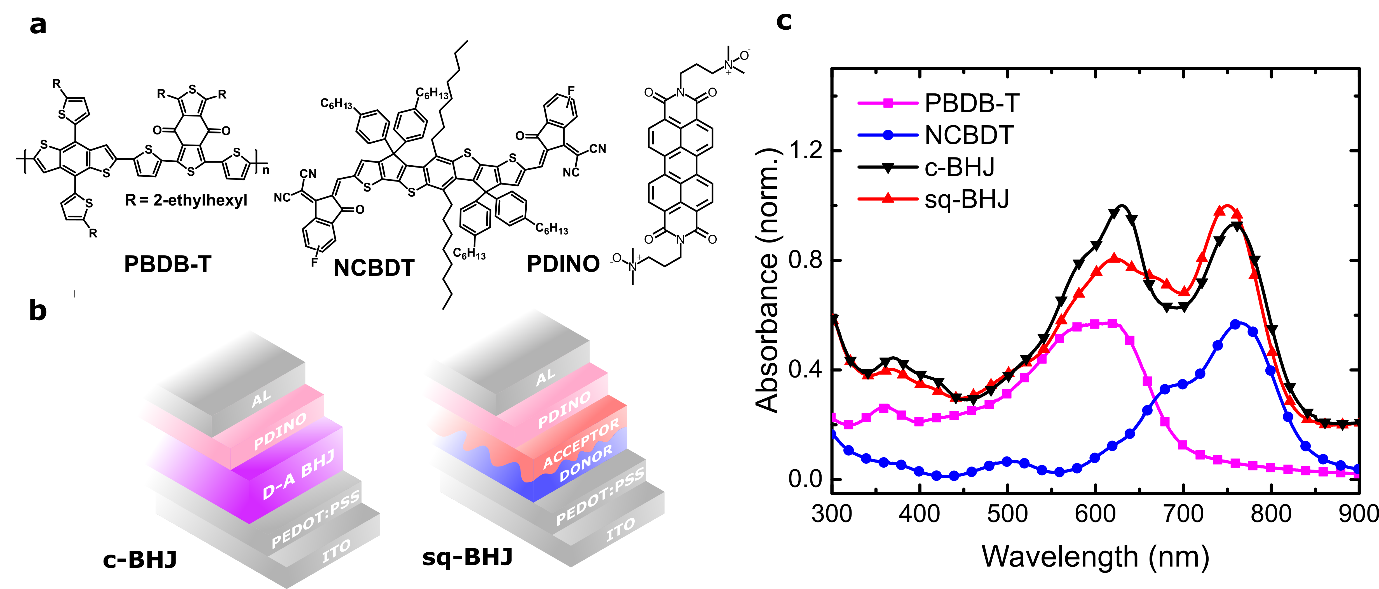 a
R
S
R
S
R
O
O
S
S
S
S
S
S
n
S
R = 2-ethylhexyl
S
R
PBDB-T
C6H13
C6H13
F
O
CN
CN
S
S
S
S
S
S
CN
NC
O
F
C6H13
C6H13
NCBDT
O-
N+
O
N
O
O
N
O
-O
N+
PDINO
b
AL
PDINO
D-A BHJ
PEDOT:PSS
ITO
c-BHJ
AL
PDINO
ACCEPTOR
DONOR
PEDOT:PSS
ITO
sq-BHJ
c
PBDB-T
NCBDT
c-BHJ
sq-BHJ
Absorbance (norm.)
1.2
0.8
0.4
0.0
300 400 500 600 700 800 900
Wavelength (nm)